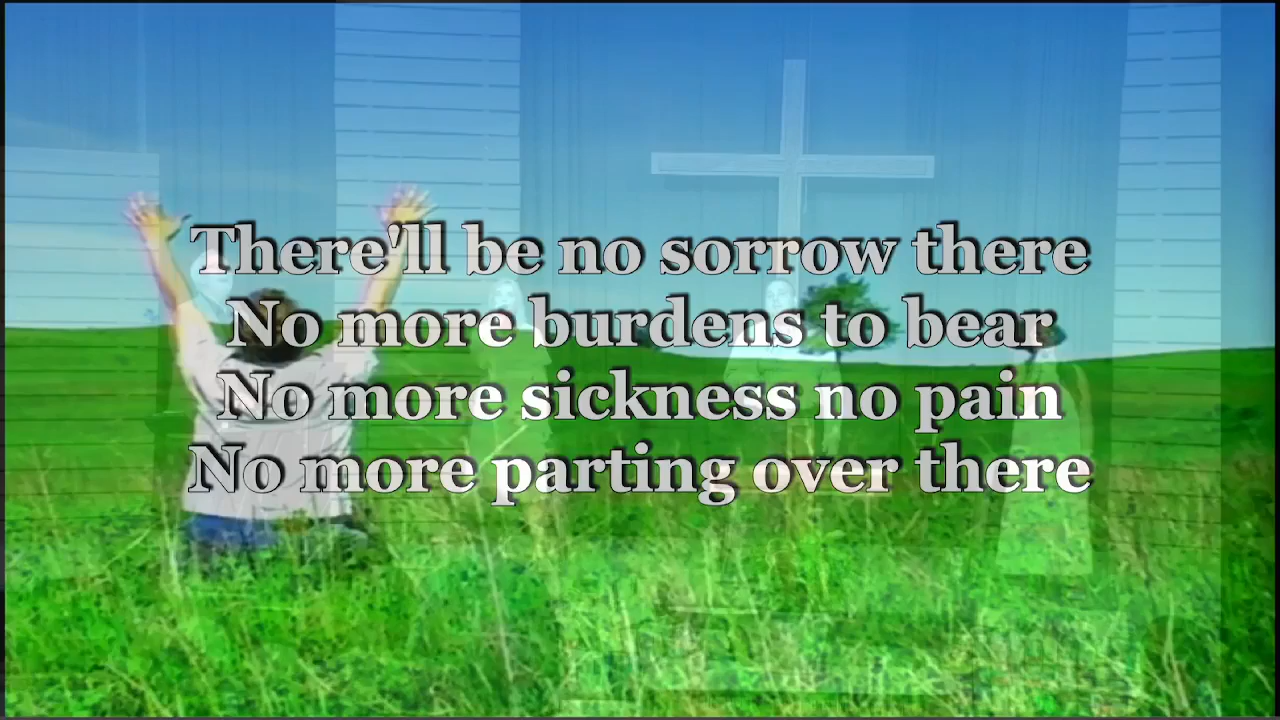 There'll be no sorrow there
No more burdens to bear
No more sickness no pain
No more parting over there